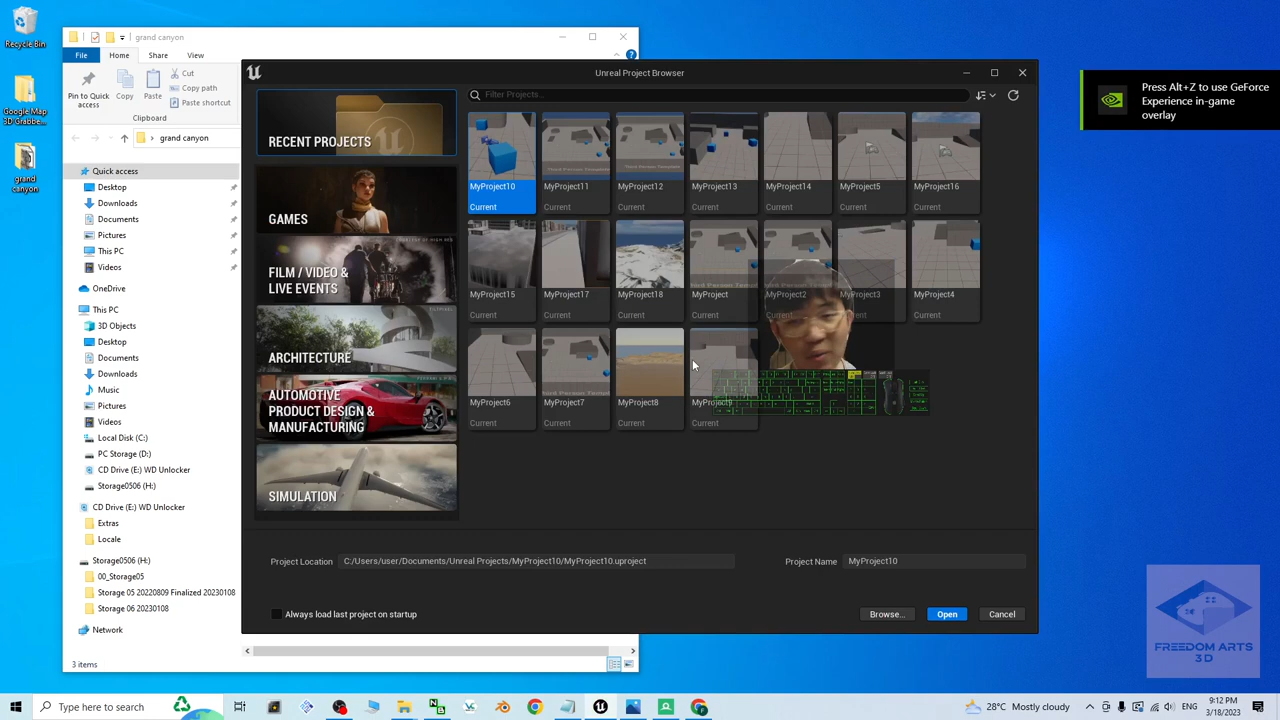 Recycle Bin
Google Map
3D Grabbe...
grand
canyon
grand canyon
File
Home
Share
View
Pin to Quick
access
Copy
Paste
Cut
Copy path
Paste shortcut
Clipboard
grand canyon
Quick access
Desktop
Downloads
Documents
Pictures
This PC
Videos
OneDrive
This PC
3D Objects
Desktop
Documents
Downloads
Music
Pictures
Videos
Local Disk (C:)
PC Storage (D:)
CD Drive (E:) WD Unlocker
Storage0506 (H:)
CD Drive (E:) WD Unlocker
Extras
Locale
Storage0506 (H:)
00_Storage05
Storage 05 20220809 Finalized 20230108
Storage 06 20230108
Network
3 items
Unreal Project Browser
RECENT PROJECTS
GAMES
FILM / VIDEO &
LIVE EVENTS
ARCHITECTURE
AUTOMOTIVE
PRODUCT DESIGN &
MANUFACTURING
SIMULATION
Filter Projects...
MyProject10
Current
MyProject11
Current
MyProject12
Current
MyProject13
Current
MyProject14
Current
MyProject5
Current
MyProject16
Current
MyProject15
Current
MyProject17
Current
MyProject18
Current
MyProject
Current
MyProject2
Current
MyProject3
Current
MyProject4
Current
MyProject6
Current
MyProject7
Current
MyProject8
Current
Current
Project Location
C:/Users/user/Documents/Unreal Projects/MyProject10/MyProject10.uproject
Project Name
MyProject10
Always load last project on startup
Browse...
Open
Cancel
Press Alt+Z to use GeForce
Experience in-game
overlay
FREEDOM ARTS
3D
Type here to search
28°C Mostly cloudy
9:12 PM
3/18/2023